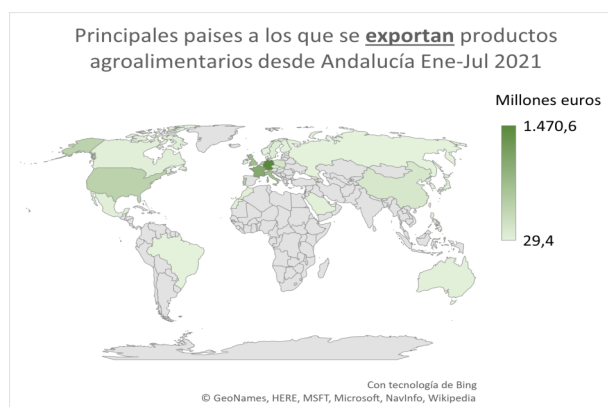 Principales paises a los que se exportan productos
agroalimentarios desde Andalucía Ene-Jul 2021
Millones euros
1.470,6
29,4
Con tecnología de Bing
© GeoNames, HERE, MSFT, Microsoft, NavInfo, Wikipedia